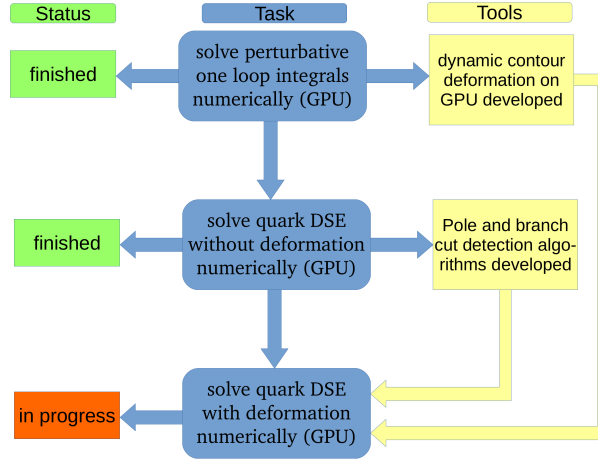 Status
Task
Tools
finished
solve perturbative
one loop integrals
numerically (GPU)
dynamic contour
deformation on
GPU developed
finished
solve quark DSE
without deformation
numerically (GPU)
Pole and branch
cut detection algo-
rithms developed
in progress
solve quark DSE
with deformation
numerically (GPU)